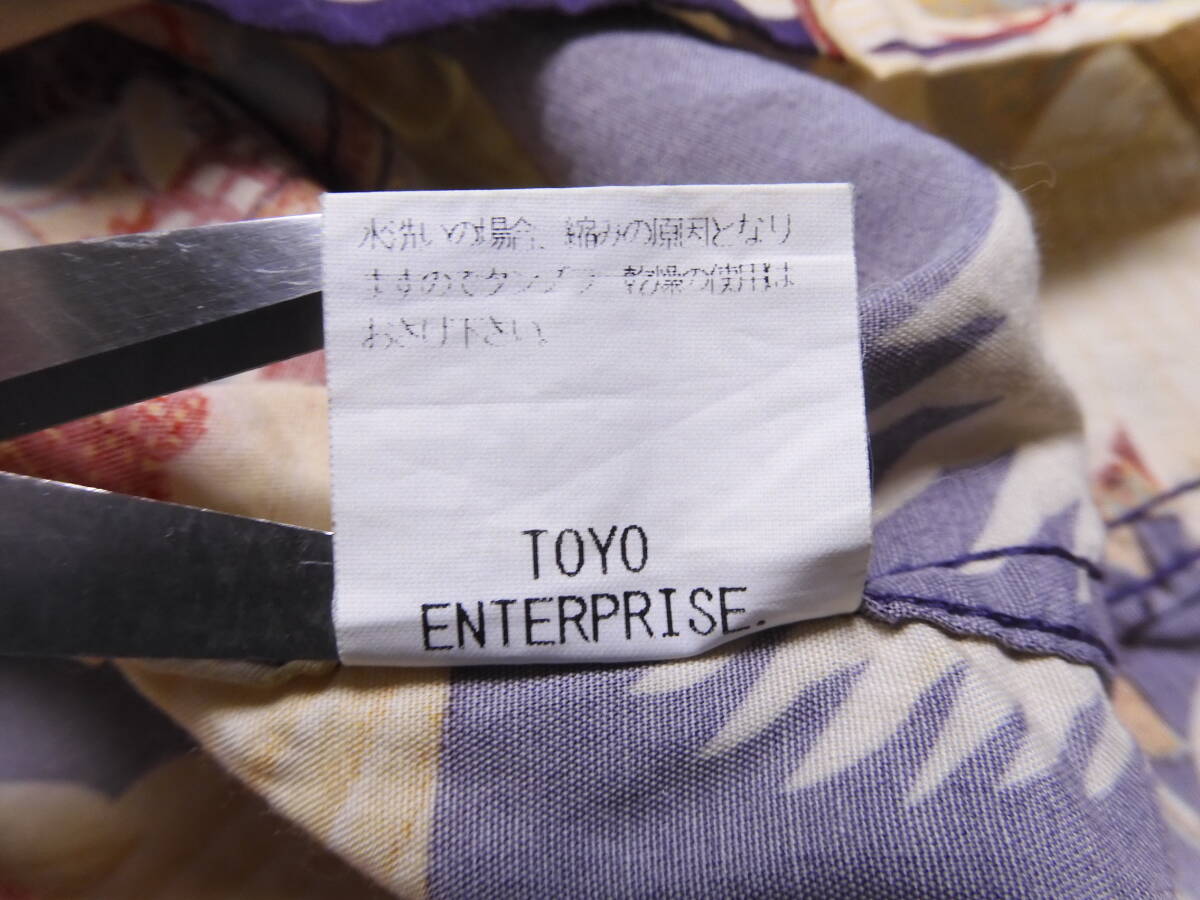 水洗いの場合、縮みの原因となり
ますのでタンブラー乾燥の使用は
おさけ下さい。
TOYO
ENTERPRISE.